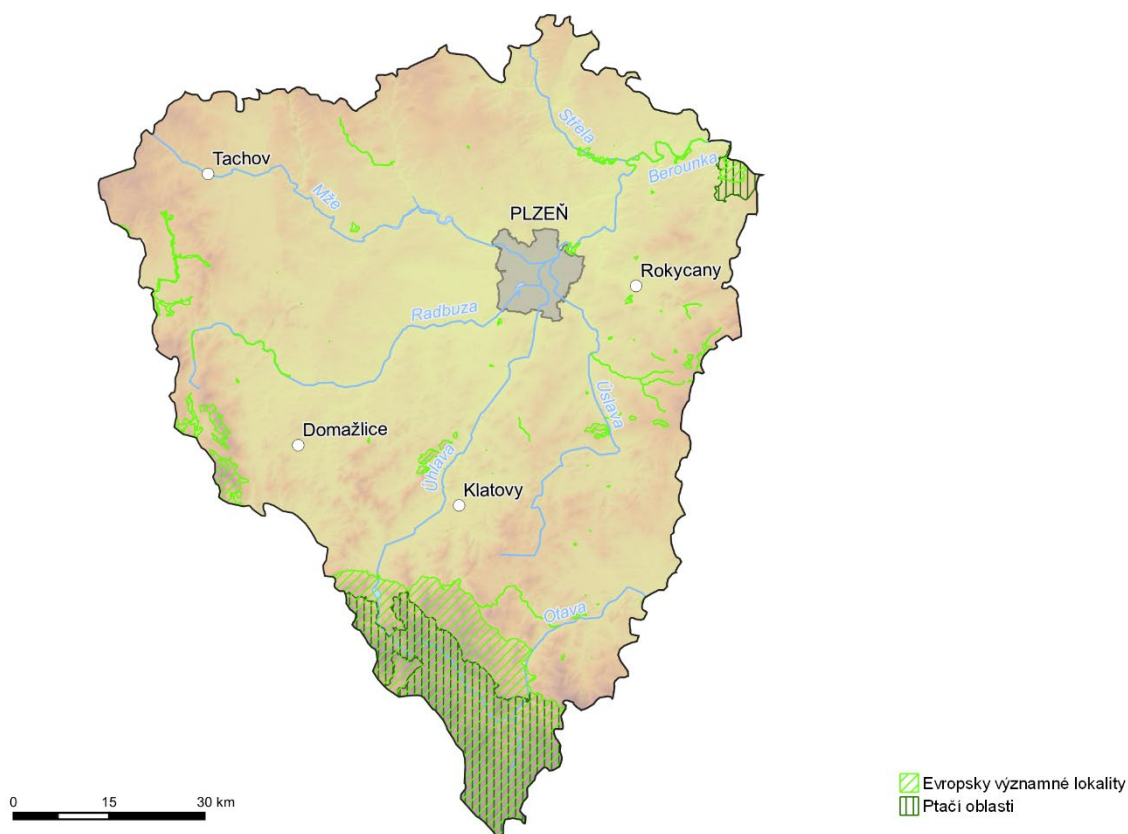 Střela
Berounka
Tachov
Mže
PLZEŇ
Rokycany
Radbuza
Úslava
Domažlice
Úhlava
Klatovy
Otava
0 15 30 km
Evropsky významné lokality
Ptačí oblasti